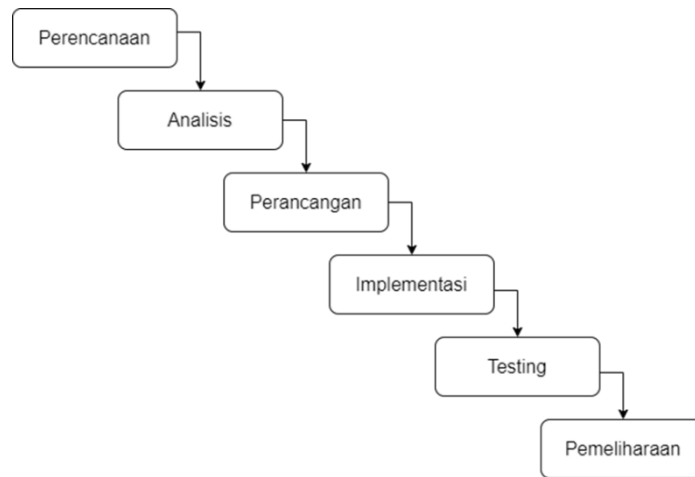 Perencanaan
Analisis
Perancangan
Implementasi
Testing
Pemeliharaan